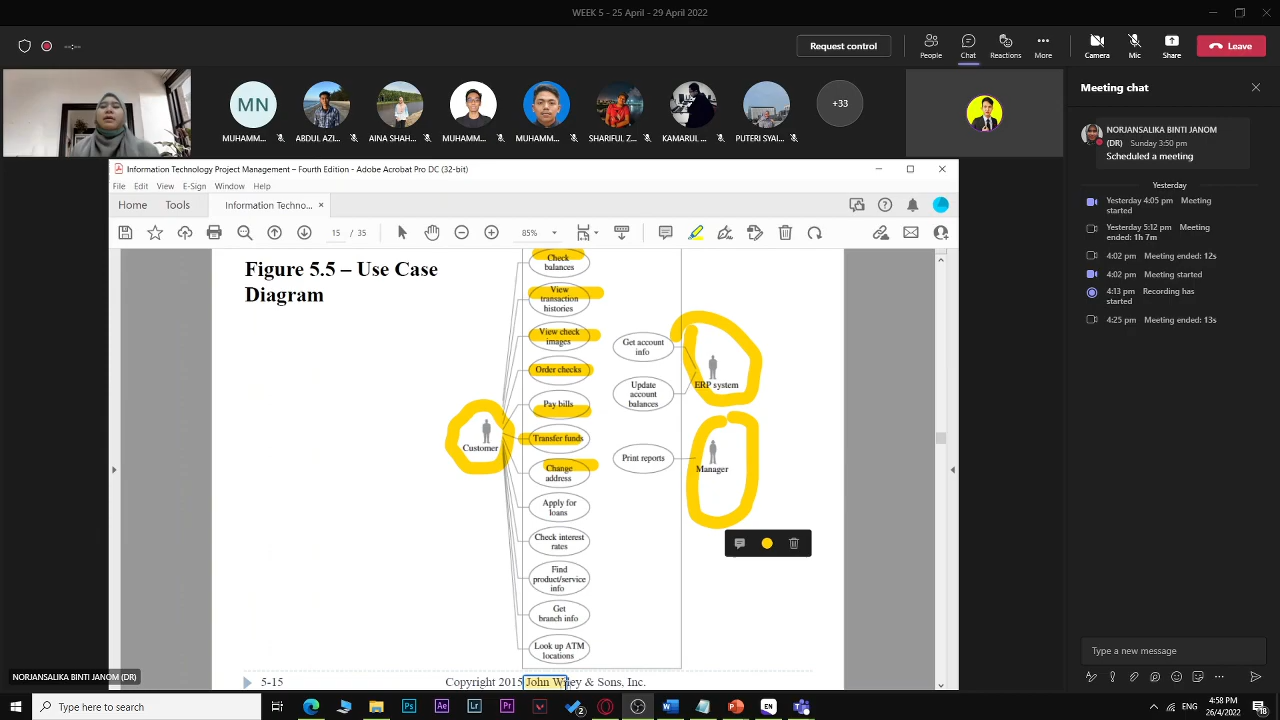 WEEK 5 - 25 April - 29 April 2022
--:--
Request control
People
Chat
Reactions
More
Camera
Mic
Share
Leave
MN
+33
MUHAMM...
ABDUL AZI...
AINA SHAH...
MUHAMM...
MUHAMM...
SHARIFUL Z...
KAMARUL ...
PUTERI SYAI...
Meeting chat
NORJANSALIKA BINTI JANOM
(DR) Sunday 3:50 pm
Scheduled a meeting
Yesterday
Yesterday 4:05 pm Meeting
started
Yesterday 5:12 pm Meeting
ended: 1h 7m
4:02 pm Meeting ended: 12s
4:02 pm Meeting started
4:13 pm Recording has
started
4:25 pm Meeting ended: 13s
Type a new message
Information Technology Project Management – Fourth Edition - Adobe Acrobat Pro DC (32-bit)
File Edit View E-Sign Window Help
Home Tools Information Techno... ×
15 / 35
85%
Figure 5.5 – Use Case
Diagram
Check
balances
View
transaction
histories
View check
images
Order checks
Pay bills
Transfer funds
Change
address
Apply for
loans
Check interest
rates
Find
product/service
info
Get
branch info
Look up ATM
locations
Customer
Get account
info
Update
account
balances
Print reports
ERP system
Manager
5-15
Copyright 2015 John Wiley & Sons, Inc.
NORJANSALIKA BINTI JANOM (DR)
Type here to search
Ps
Ae
Lr
Pr
EN
4:58 PM
26/4/2022